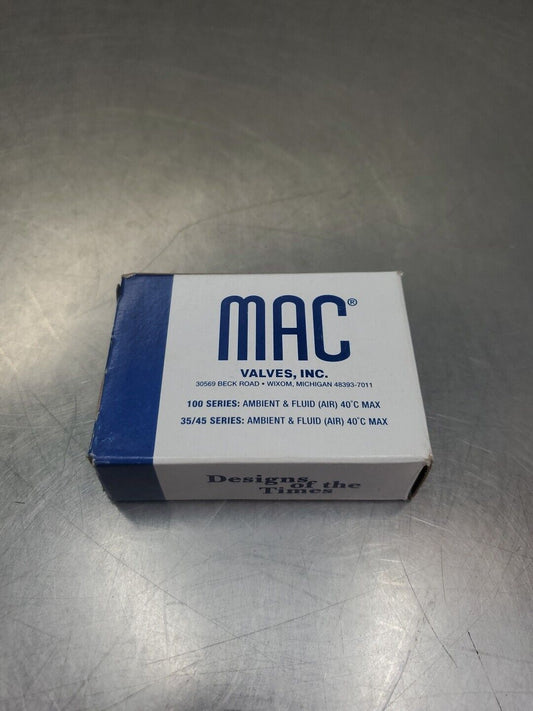 MAC®
VALVES, INC.
30569 BECK ROAD • WIXOM, MICHIGAN 48393-7011
100 SERIES: AMBIENT & FLUID (AIR) 40°C MAX
35/45 SERIES: AMBIENT & FLUID (AIR) 40°C MAX
Designs
of the
Times